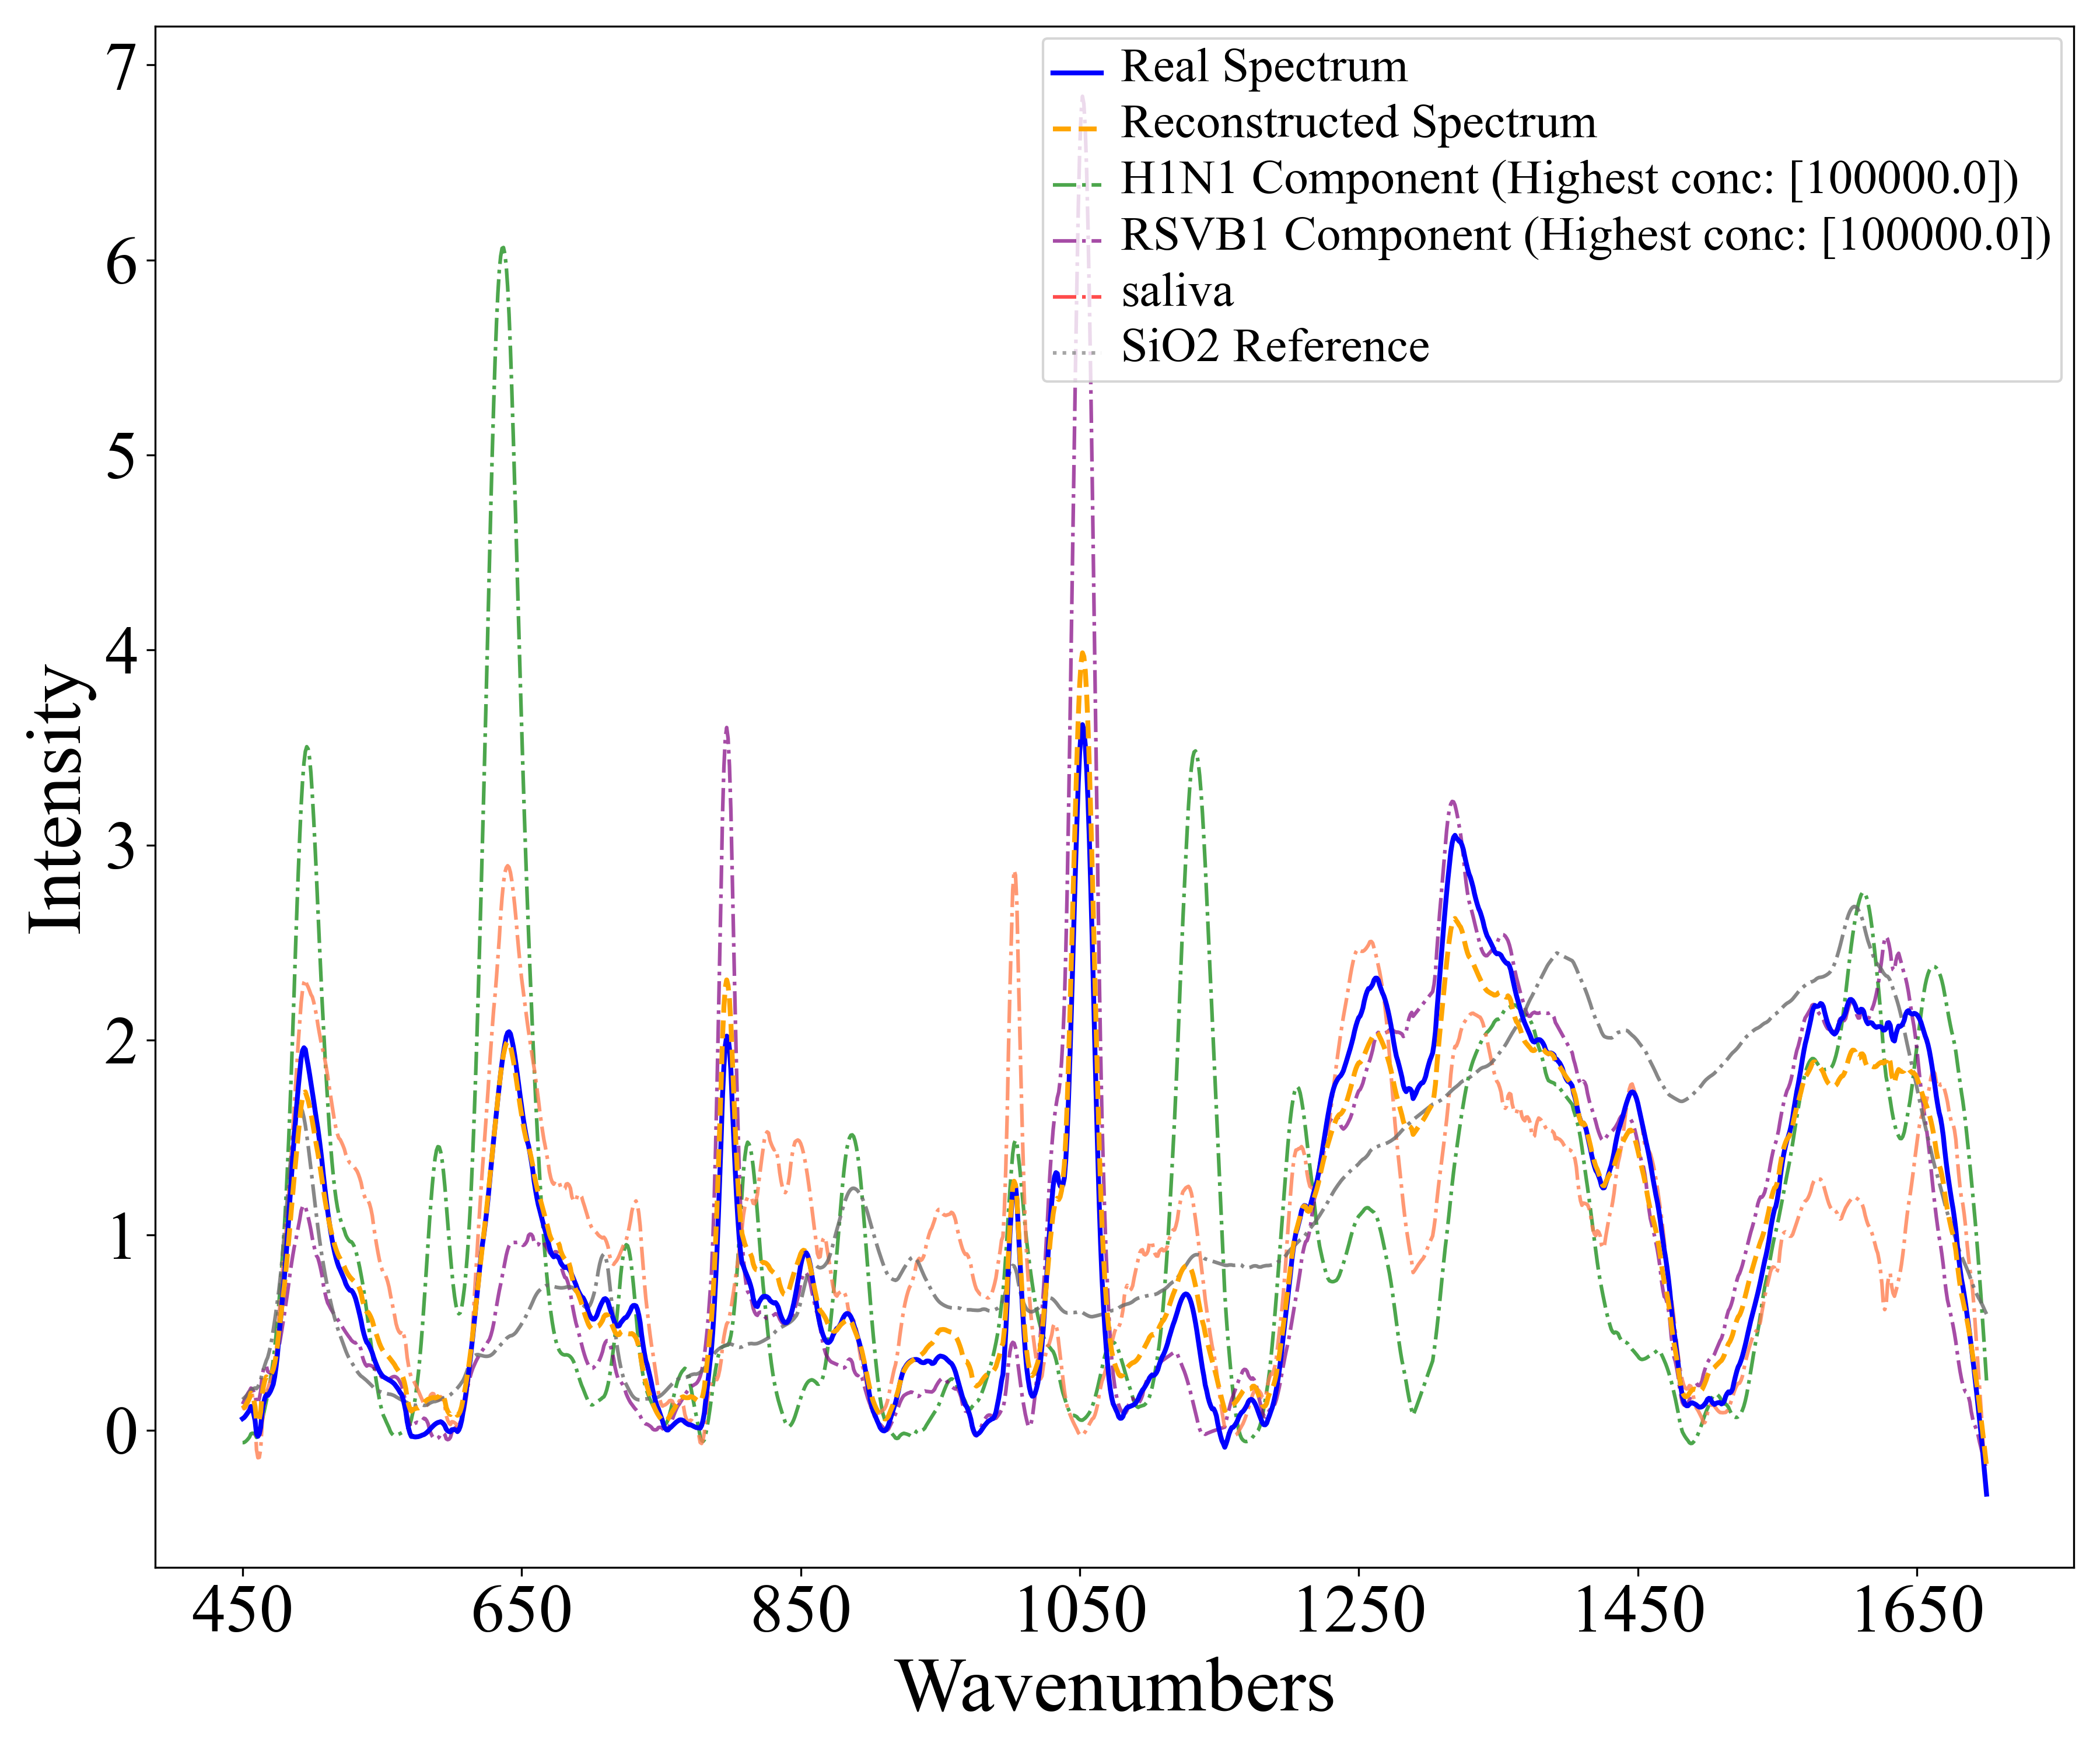 Real Spectrum
Reconstructed Spectrum
H1N1 Component (Highest conc: [100000.0])
RSVB1 Component (Highest conc: [100000.0])
saliva
SiO2 Reference
Intensity
7
6
5
4
3
2
1
0
450 650 850 1050 1250 1450 1650
Wavenumbers